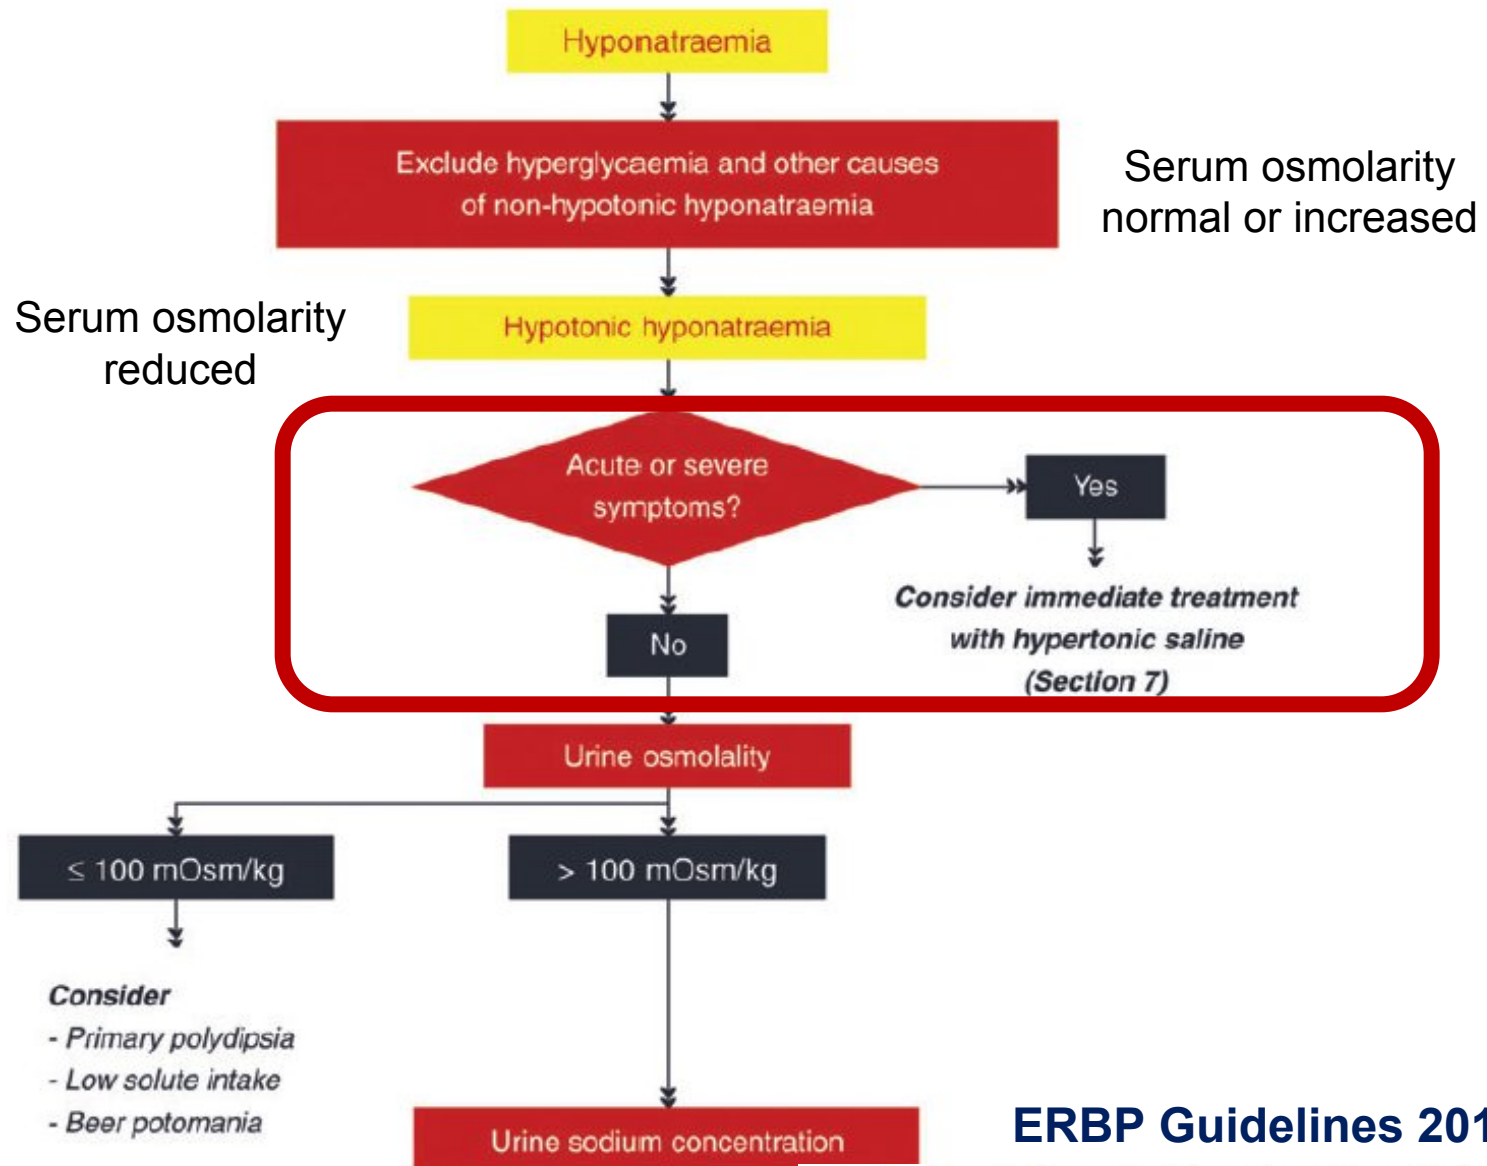 Hyponatraemia
Exclude hyperglycaemia and other causes
of non-hypotonic hyponatraemia
Serum osmolarity
normal or increased
Serum osmolarity
reduced
Hypotonic hyponatraemia
Acute or severe
symptoms?
Yes
Consider immediate treatment
with hypertonic saline
(Section 7)
No
Urine osmolality
≤ 100 mOsm/kg
> 100 mOsm/kg
Consider
- Primary polydipsia
- Low solute intake
- Beer potomania
Urine sodium concentration
ERBP Guidelines 201